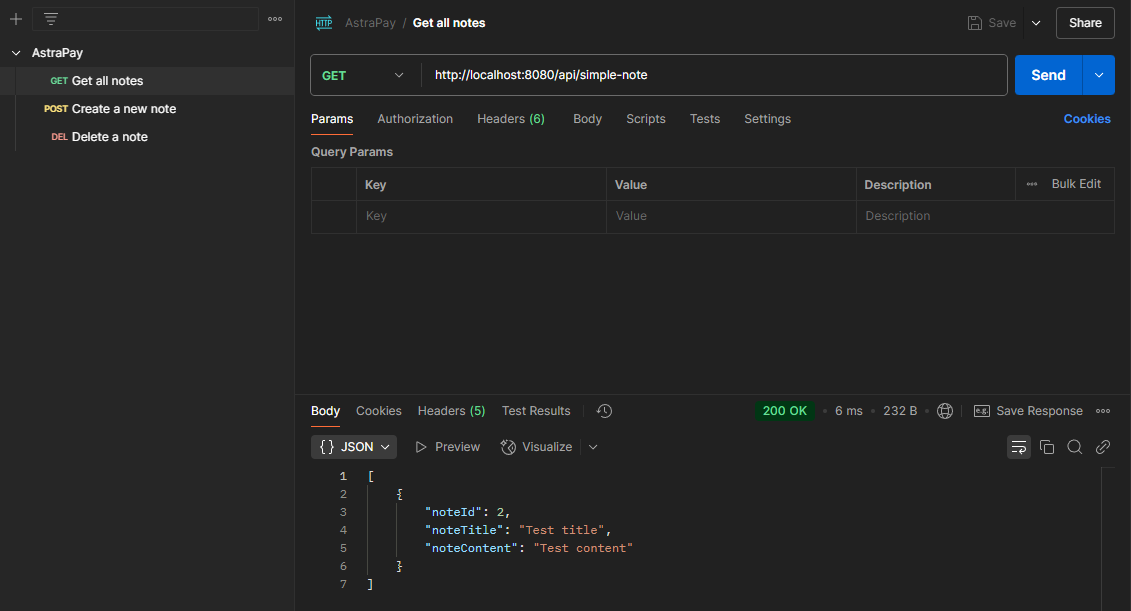 AstraPay
GET Get all notes
POST Create a new note
DEL Delete a note
HTTP AstraPay / Get all notes
Save
Share
GET http://localhost:8080/api/simple-note
Send
Params Authorization Headers (6) Body Scripts Tests Settings Cookies
Query Params
Key Value Description Bulk Edit
Key Value Description
Body Cookies Headers (5) Test Results 200 OK • 6 ms • 232 B • e.g. Save Response
{} JSON Preview Visualize
1 [
2 {
3 "noteId": 2,
4 "noteTitle": "Test title",
5 "noteContent": "Test content"
6 }
7 ]